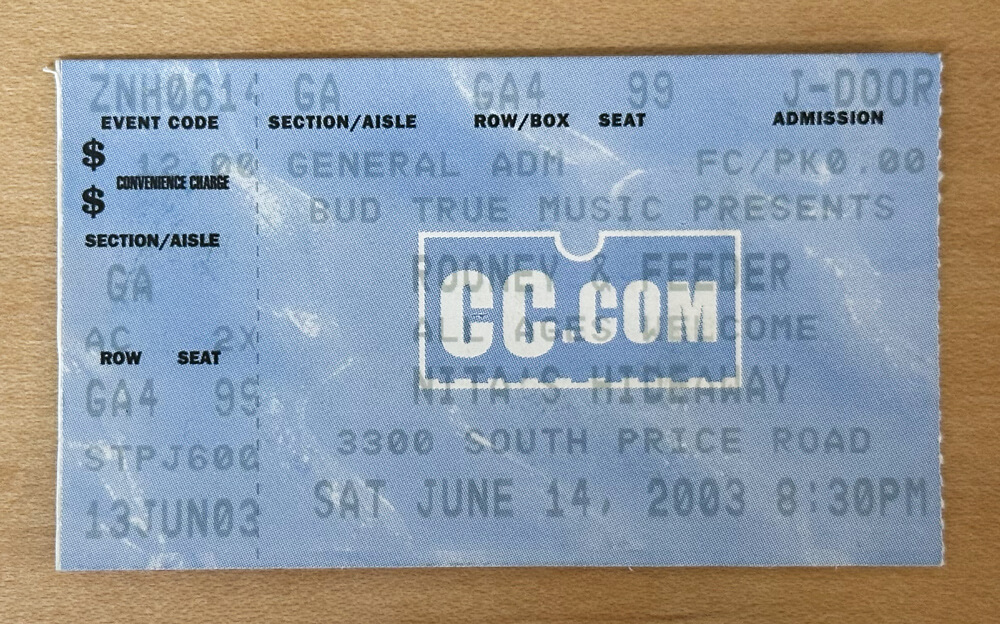 ZNH0614 GA GA4 99 J-DOOR
EVENT CODE SECTION/AISLE ROW/BOX SEAT ADMISSION
$ 12.00 GENERAL ADM FC/PK0.00
CONVENIENCE CHARGE
$ BUD TRUE MUSIC PRESENTS
SECTION/AISLE
GA ROONEY & FEEDER
CC.COM
AC 2X ALL AGES WELCOME
ROW SEAT
GA4 99 NITA'S HIDEAWAY
STPJ600 3300 SOUTH PRICE ROAD
13JUN03 SAT JUNE 14, 2003 8:30PM